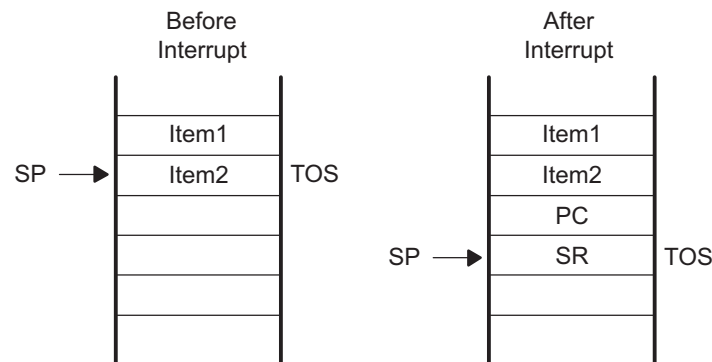 Before
Interrupt
After
Interrupt
Item1
Item1
SP
Item2
TOS
Item2
PC
SP
SR
TOS